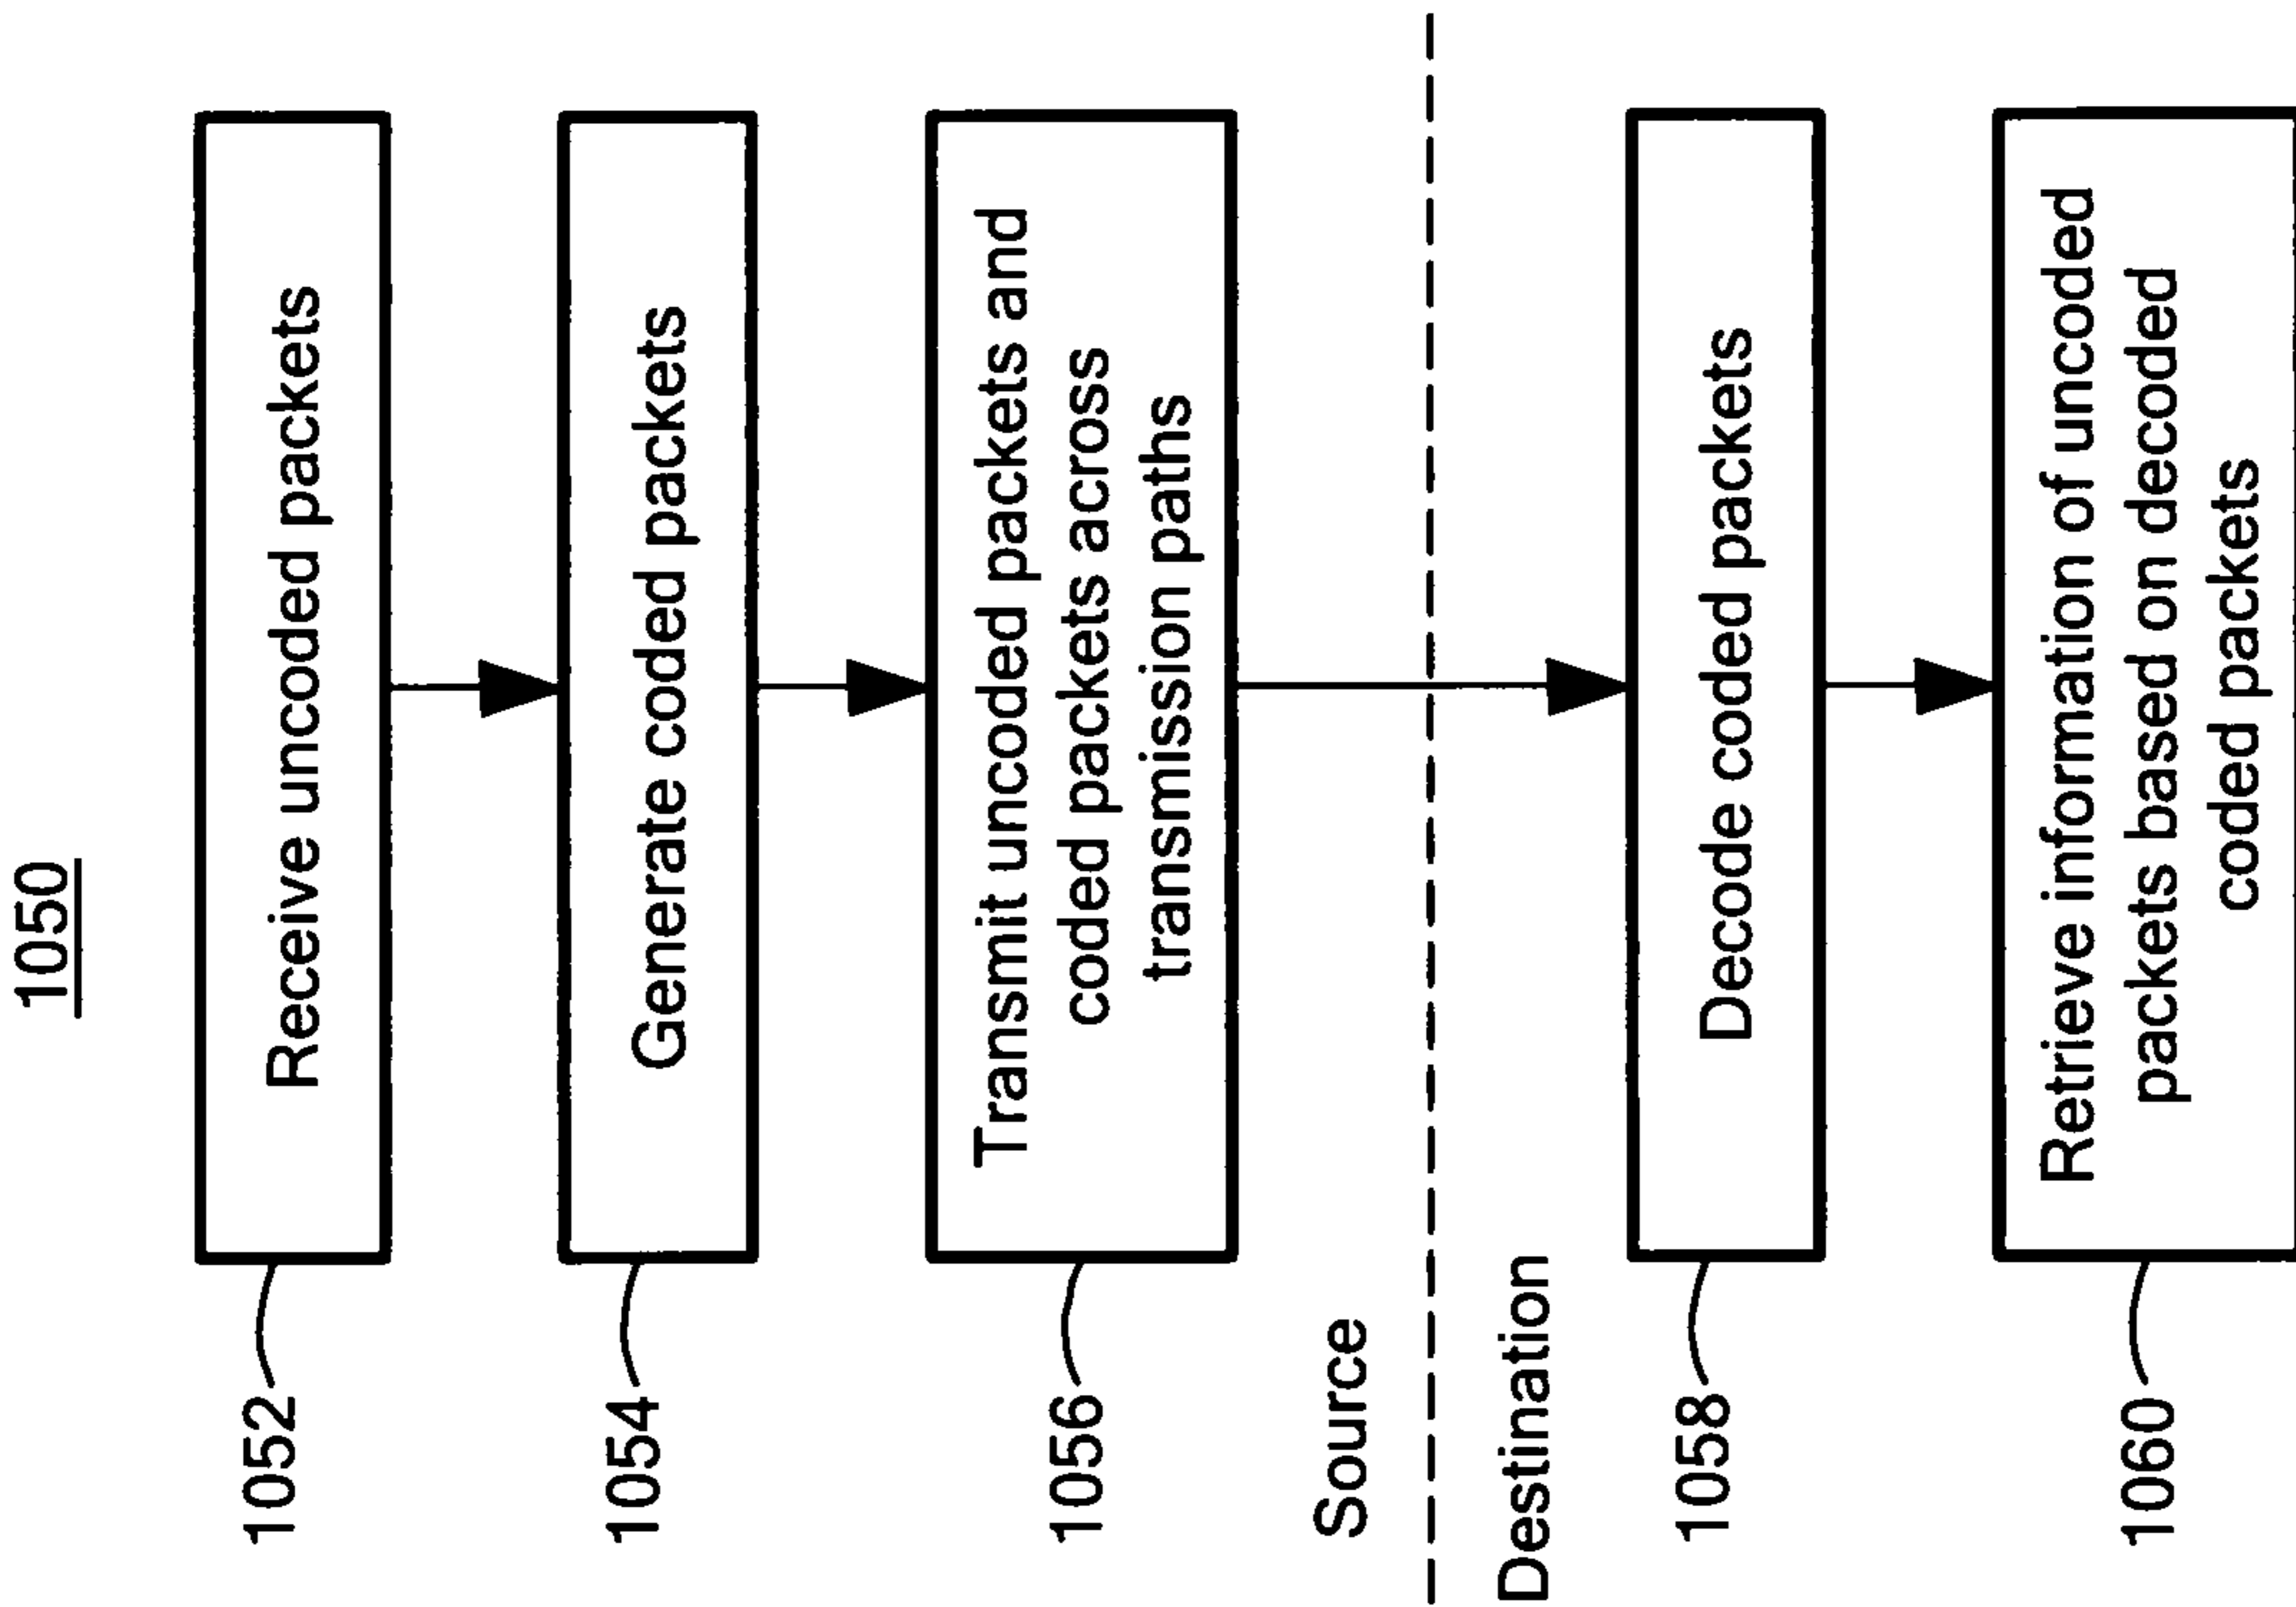 1050
1052
Receive uncoded packets
1054
Generate coded packets
1056
Transmit uncoded packets and
coded packets across
transmission paths
Source
Destination
1058
Decode coded packets
1060
Retrieve information of uncoded
packets based on decoded
coded packets